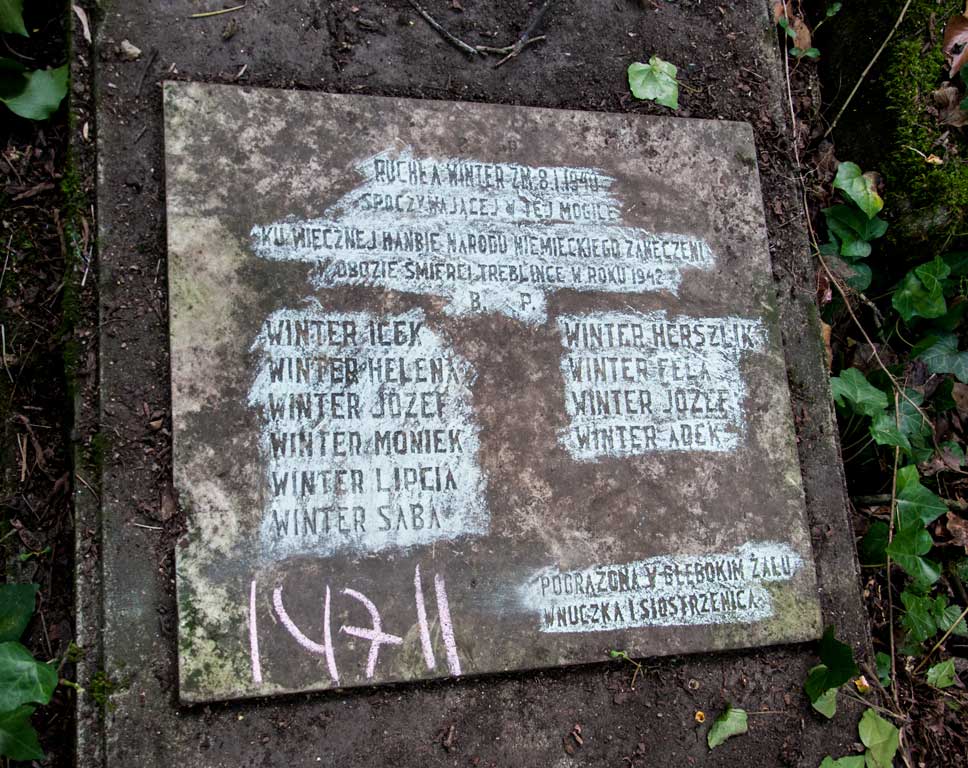 RUCHŁA WINTER ZM. 8.I.1940
SPOCZYWAJĄCEJ W TEJ MOGILE
KU WIECZNEJ HAŃBIE NARODU NIEMIECKIEGO ZAMĘCZENI
W OBOZIE ŚMIERCI TREBLINCE W ROKU 1942
B. P.
WINTER ICEK
WINTER HELENA
WINTER JÓZEF
WINTER MONIEK
WINTER LIPCIA
WINTER SABA
WINTER HERSZLIK
WINTER FELA
WINTER JÓZEF
WINTER ADEK
POGRĄŻONA W GŁĘBOKIM ŻALU
WNUCZKA I SIOSTRZENICA
14711